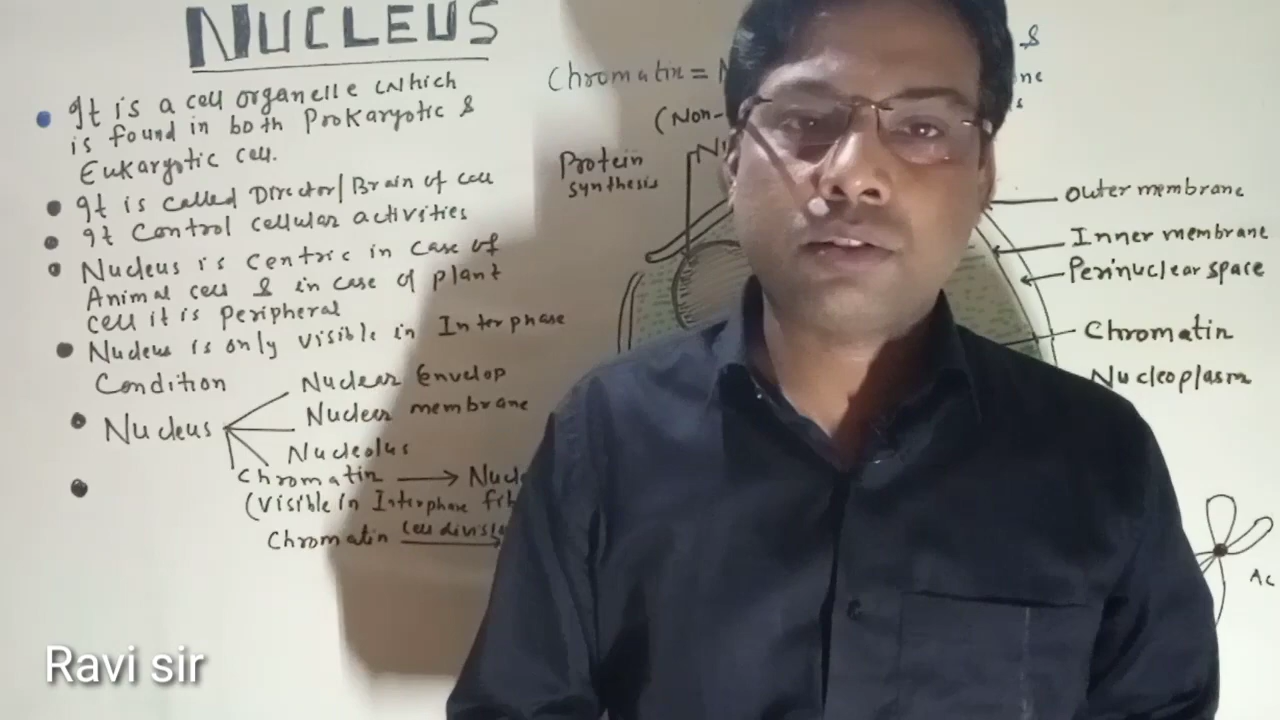 NUCLEUS
It is a cell organelle which
is found in both Prokaryotic &
Eukaryotic cell.
It is called Director/Brain of cell
It Control cellular activities
Nucleus is centric in case of
Animal cell & in case of plant
cell it is Peripheral
Nucleus is only visible in Interphase
Condition
Nucleus
Nuclear Envelop
Nuclear membrane
Nucleolus
Chromatin → Nucl
(Visible in Interphase
Chromatin
Chromatin = N
&
(Non-
Protein
synthesis
outer membrane
Inner membrane
Perinuclear space
Chromatin
Nucleoplasm
Ac
Ravi sir